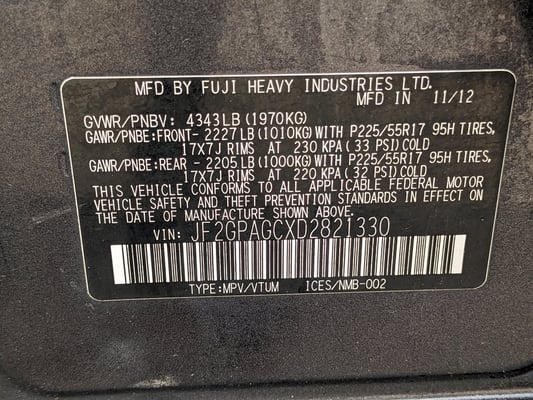 MFD BY FUJI HEAVY INDUSTRIES LTD.
MFD IN 11/12
GVWR/PNBV: 4343LB(1970KG)
GAWR/PNBE:FRONT- 2227LB(1010KG)WITH P225/55R17 95H TIRES,
17X7J RIMS AT 230 KPA(33 PSI)COLD
GAWR/PNBE:REAR - 2205LB(1000KG)WITH P225/55R17 95H TIRES,
17X7J RIMS AT 220 KPA(32 PSI)COLD
THIS VEHICLE CONFORMS TO ALL APPLICABLE FEDERAL MOTOR
VEHICLE SAFETY AND THEFT PREVENTION STANDARDS IN EFFECT ON
THE DATE OF MANUFACTURE SHOWN ABOVE.
VIN: JF2GPAGCXD2821330
TYPE:MPV/VTUM ICES/NMB-002